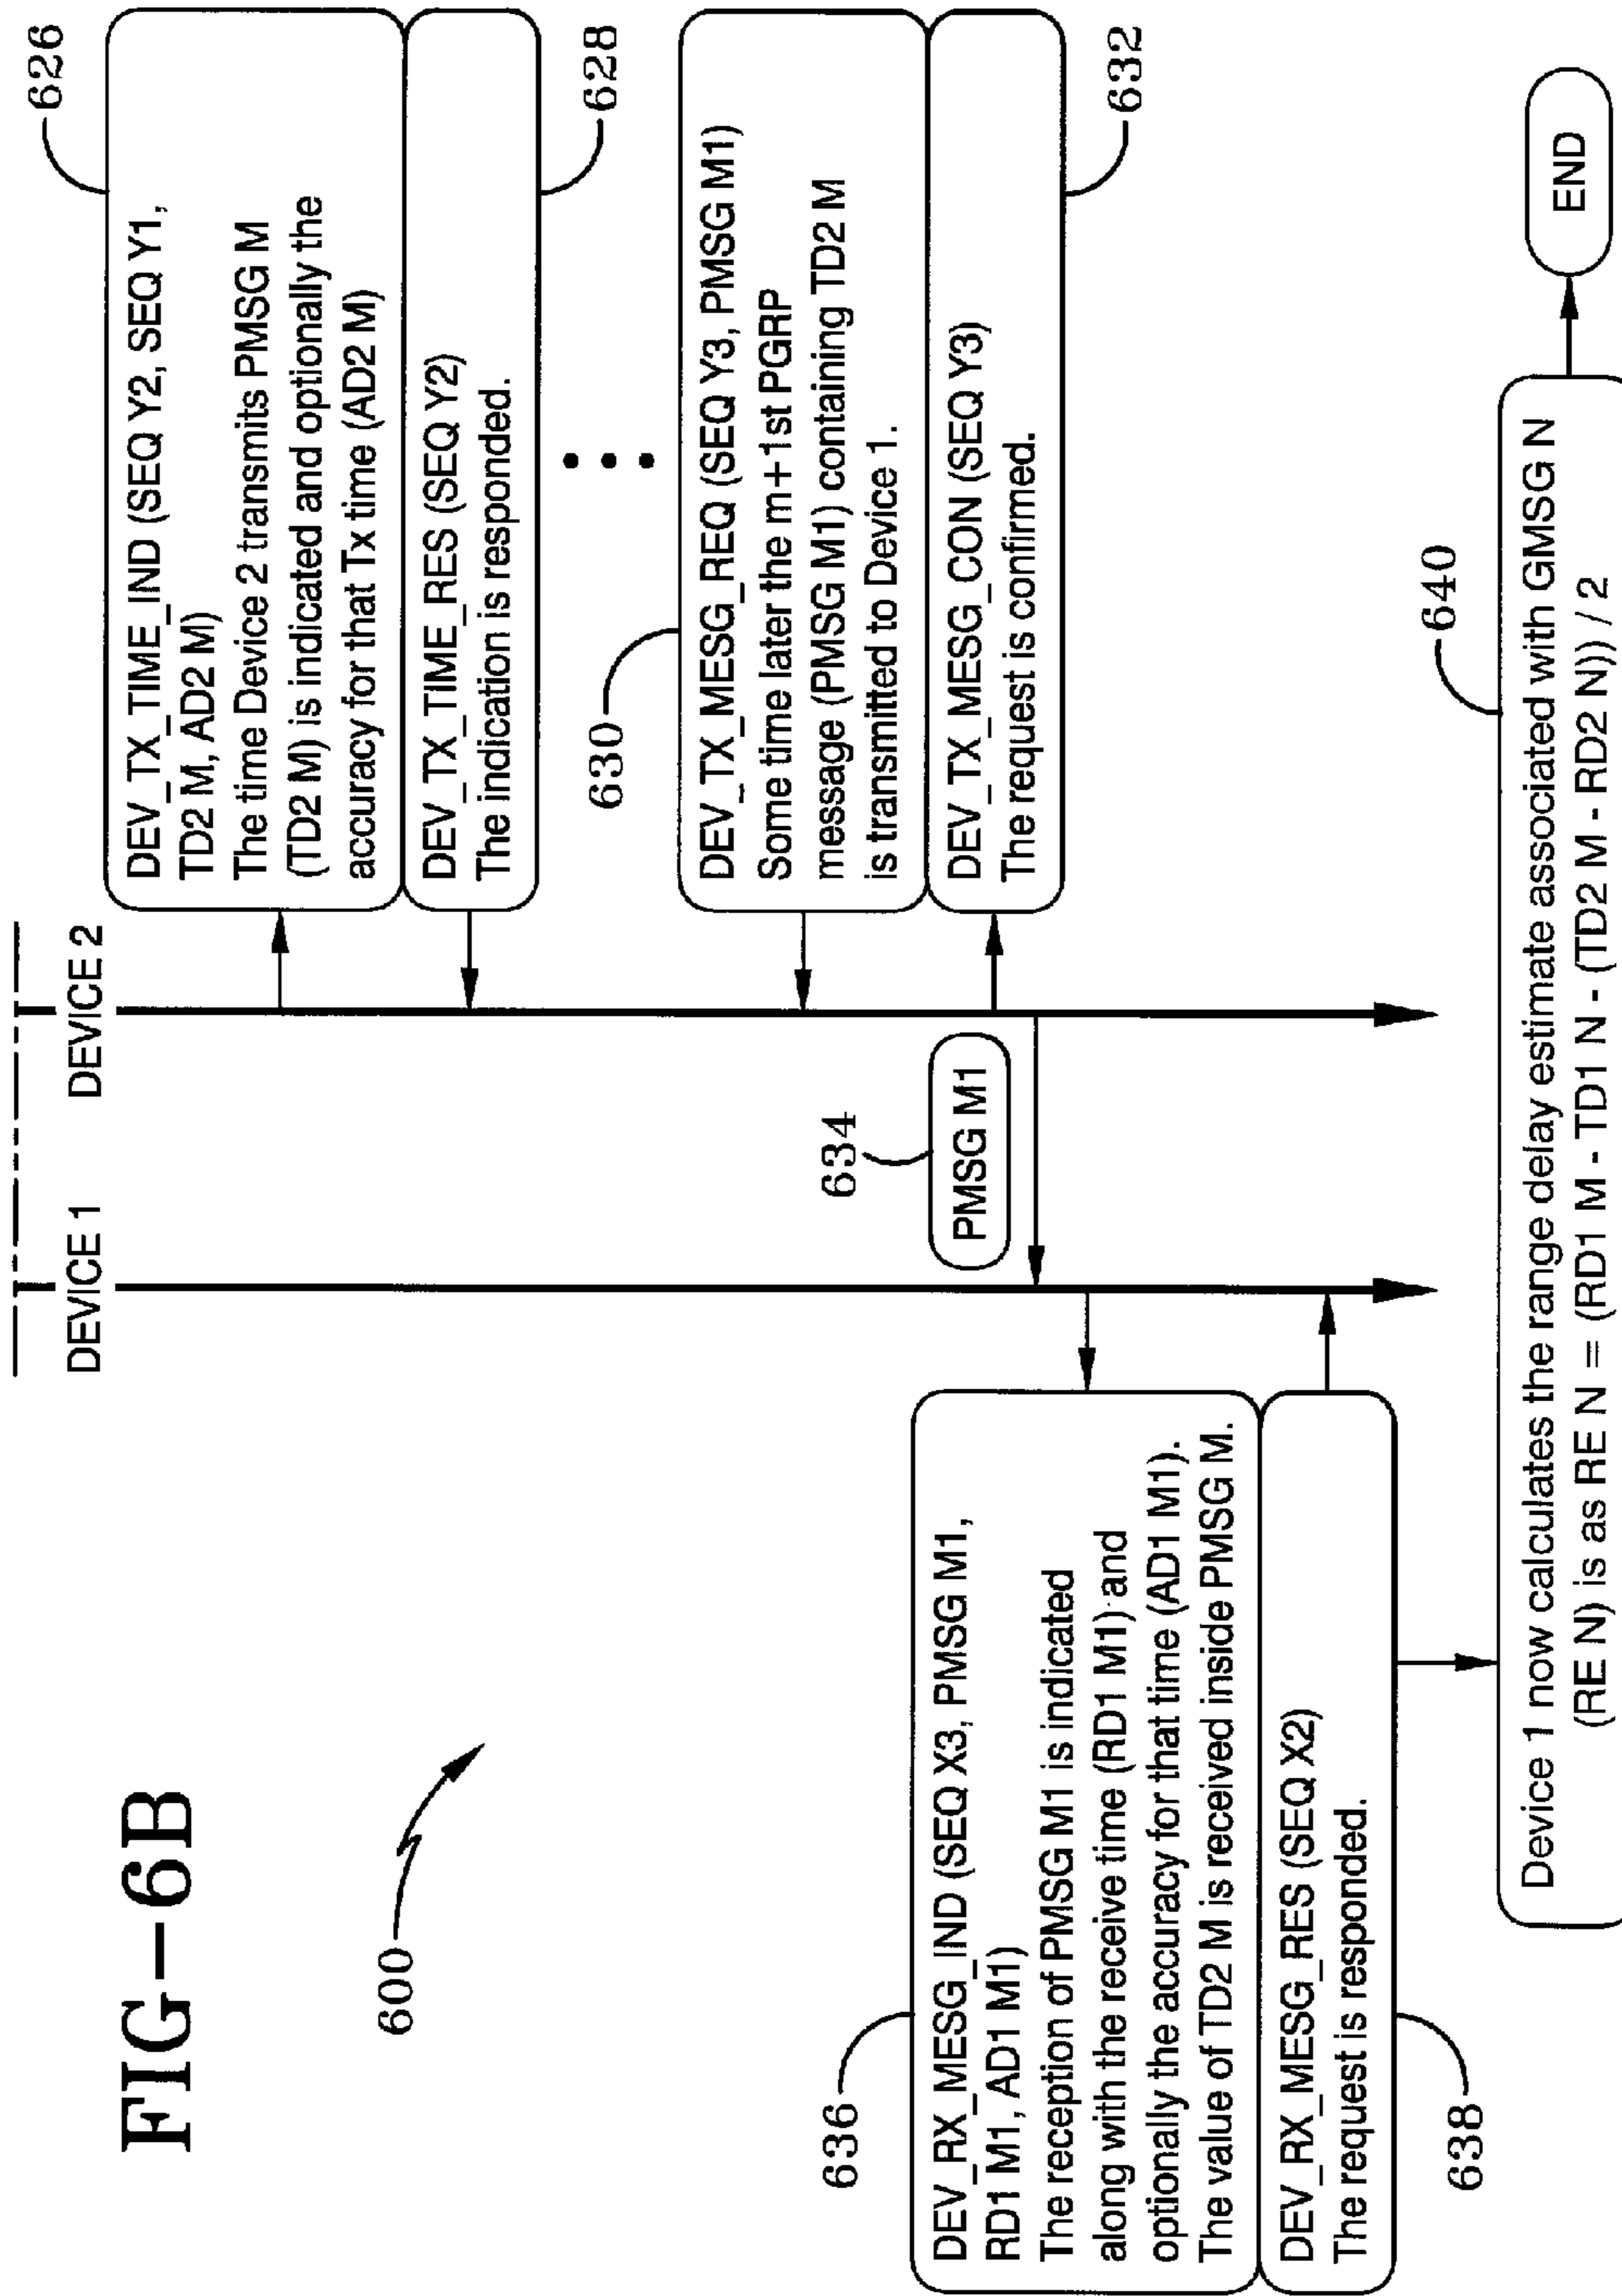 FIG-6B
600
DEVICE 1
DEVICE 2
626
DEV_TX_TIME_IND (SEQ Y2, SEQ Y1,
TD2 M, AD2 M)
The time Device 2 transmits PMSG M
(TD2 M) is indicated and optionally the
accuracy for that Tx time (AD2 M)
DEV_TX_TIME_RES (SEQ Y2)
The indication is responded.
628
630
DEV_TX_MESG_REQ (SEQ Y3, PMSG M1)
Some time later the m+1st PGRP
message (PMSG M1) containing TD2 M
is transmitted to Device 1.
DEV_TX_MESG_CON (SEQ Y3)
The request is confirmed.
632
634
PMSG M1
636
DEV_RX_MESG_IND (SEQ X3, PMSG M1,
RD1 M1, AD1 M1)
The reception of PMSG M1 is indicated
along with the receive time (RD1 M1) and
optionally the accuracy for that time (AD1 M1).
The value of TD2 M is received inside PMSG M.
DEV_RX_MESG_RES (SEQ X2)
The request is responded.
638
640
Device 1 now calculates the range delay estimate associated with GMSG N
(RE N) is as RE N = (RD1 M - TD1 N - (TD2 M - RD2 N)) / 2
END